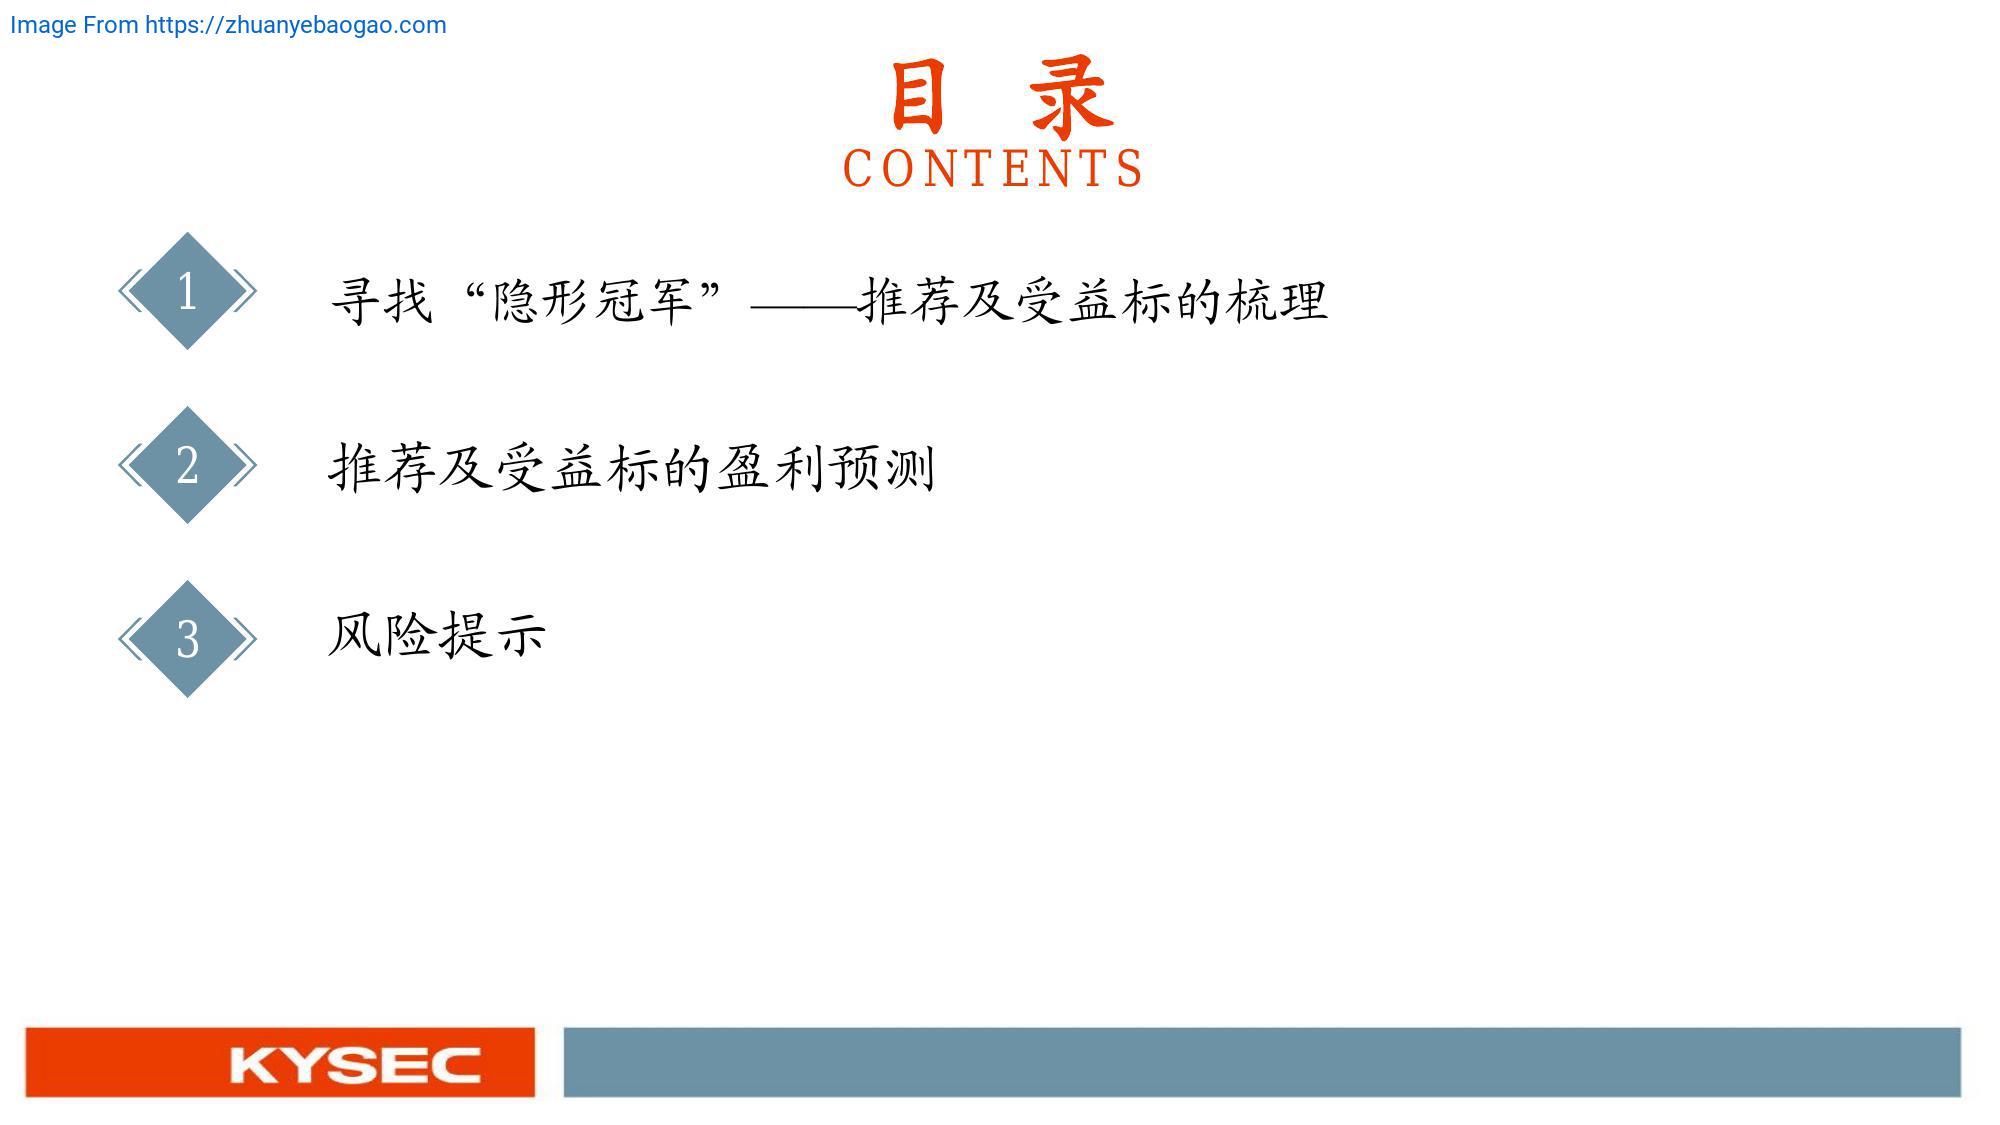 Image From https://zhuanyebaogao.com
目 录
CONTENTS
1 寻找“隐形冠军”——推荐及受益标的梳理
2 推荐及受益标的盈利预测
3 风险提示
KYSEC